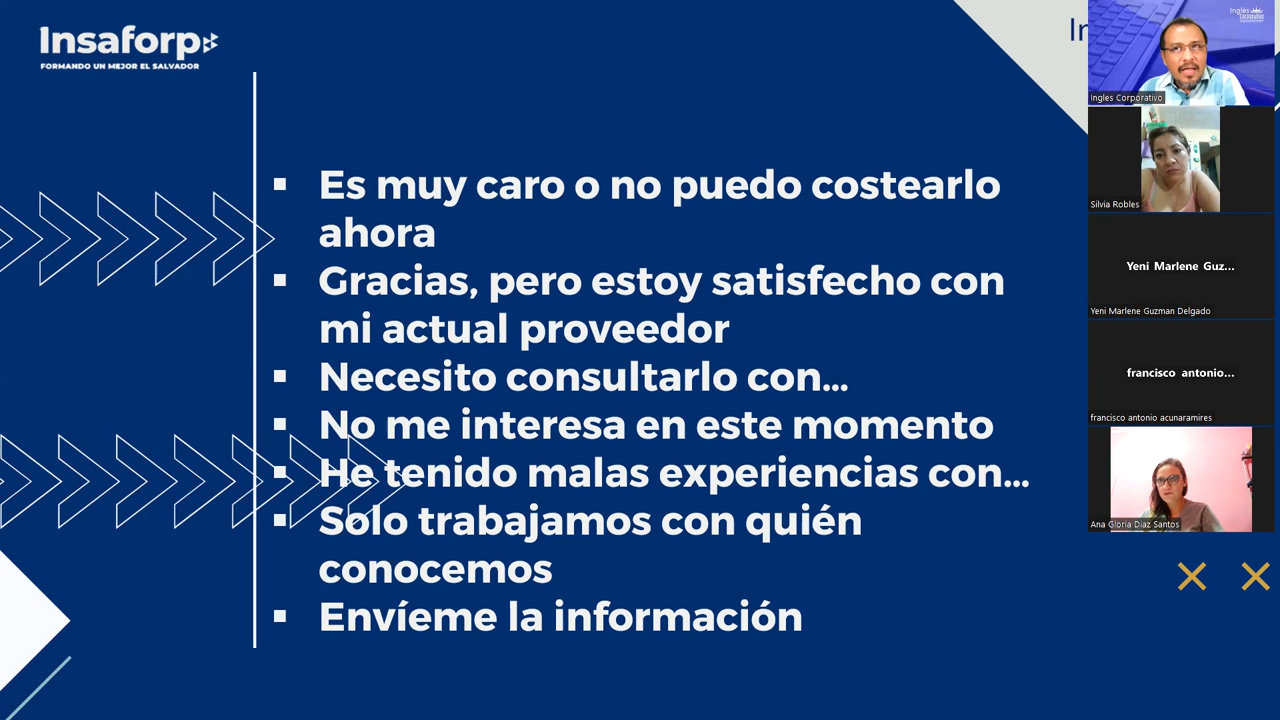 Insaforp
FORMANDO UN MEJOR EL SALVADOR
▪ Es muy caro o no puedo costearlo
ahora
▪ Gracias, pero estoy satisfecho con
mi actual proveedor
▪ Necesito consultarlo con...
▪ No me interesa en este momento
▪ He tenido malas experiencias con...
▪ Solo trabajamos con quién
conocemos
▪ Envíeme la información
In
Inglés
Corporativo
Ingles Corporativo
Silvia Robles
Yeni Marlene Guz...
Yeni Marlene Guzman Delgado
francisco antonio...
francisco antonio acunaramires
Ana Gloria Diaz Santos